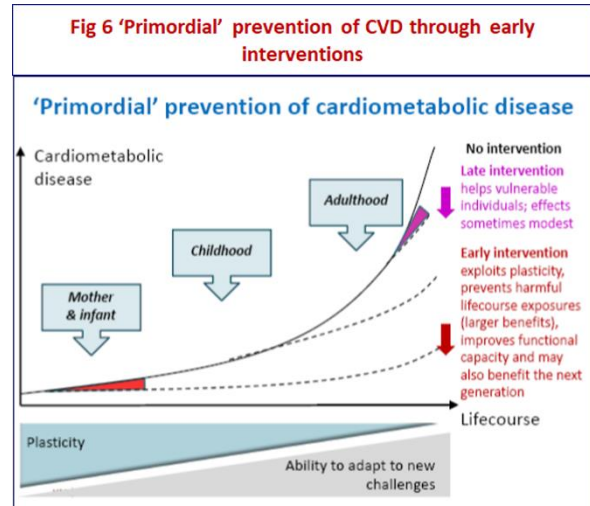 Fig 6 ‘Primordial’ prevention of CVD through early
interventions
‘Primordial’ prevention of cardiometabolic disease
Cardiometabolic
disease
No intervention
Late intervention
helps vulnerable
individuals; effects
sometimes modest
Adulthood
Childhood
Mother
& infant
Early intervention
exploits plasticity,
prevents harmful
lifecourse exposures
(larger benefits),
improves functional
capacity and may
also benefit the next
generation
Lifecourse
Plasticity
Ability to adapt to new
challenges